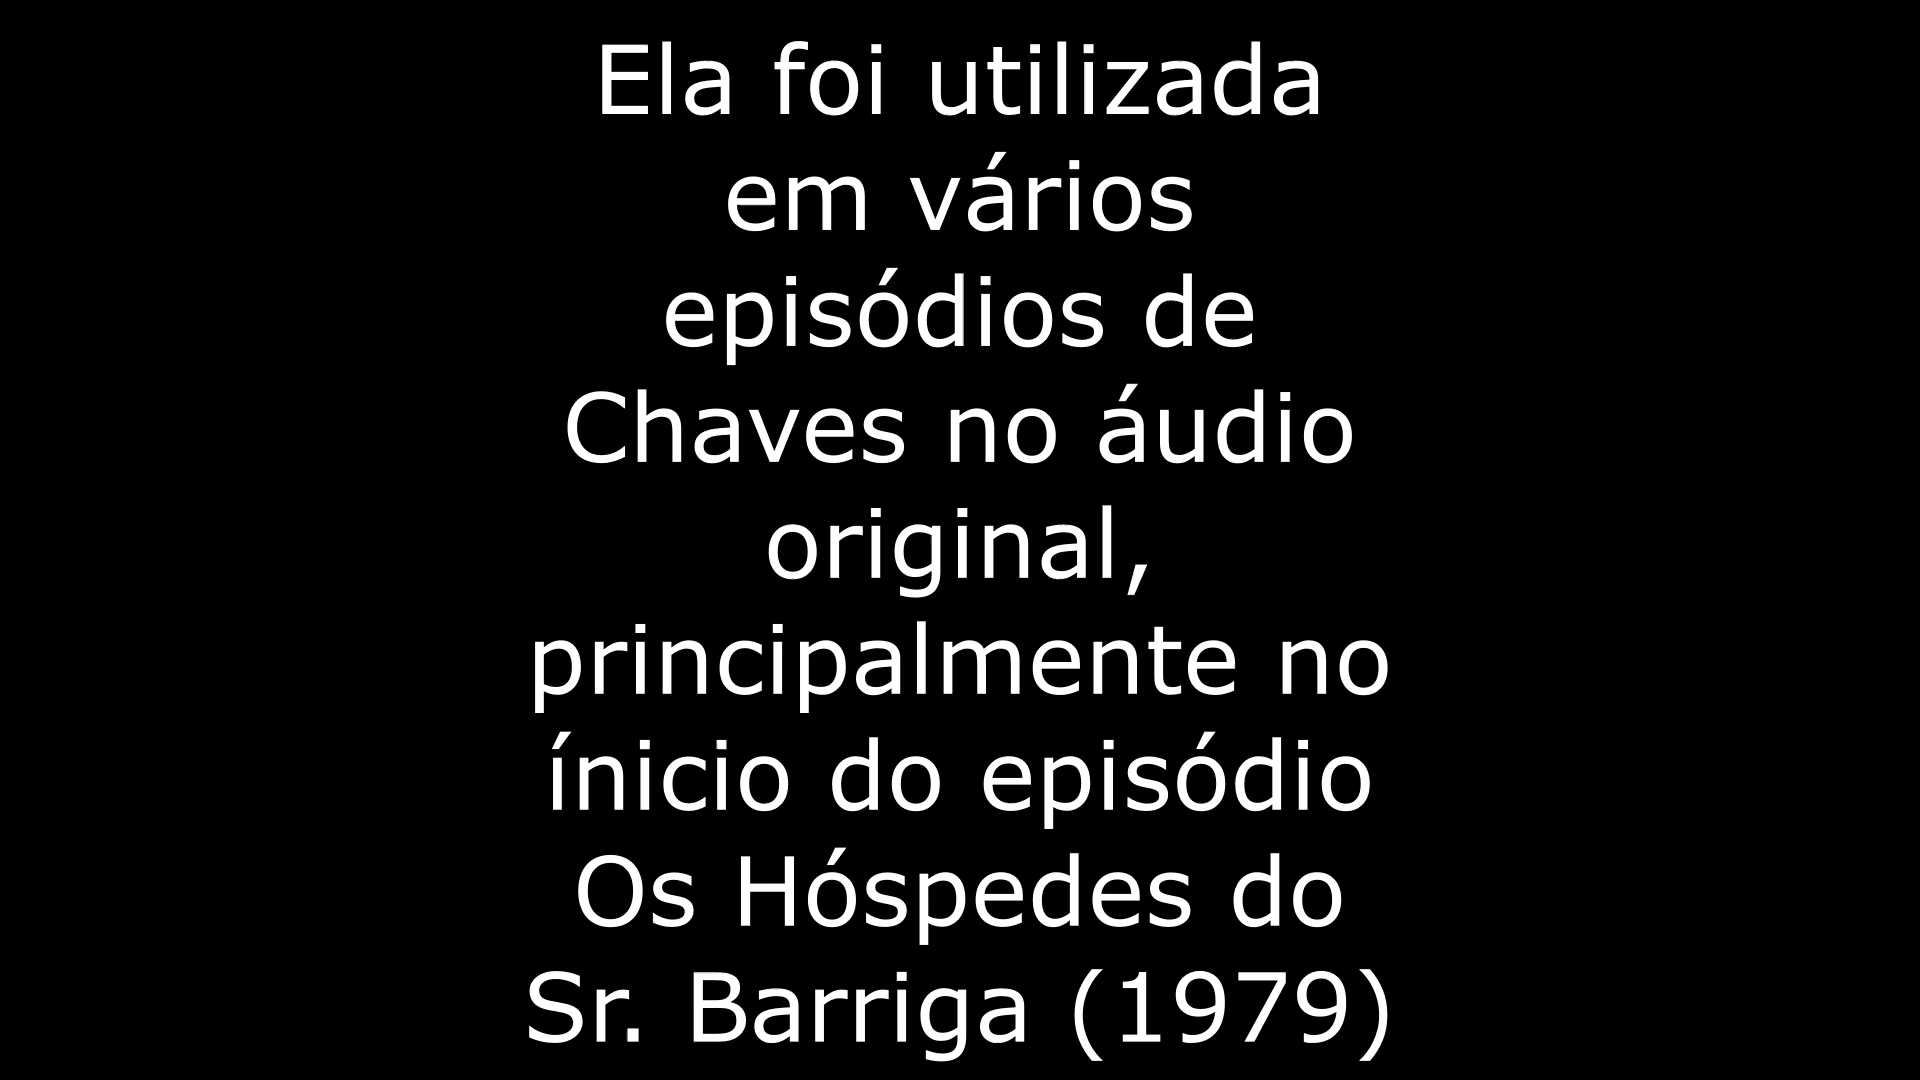 Ela foi utilizada
em vários
episódios de
Chaves no áudio
original,
principalmente no
ínicio do episódio
Os Hóspedes do
Sr. Barriga (1979)